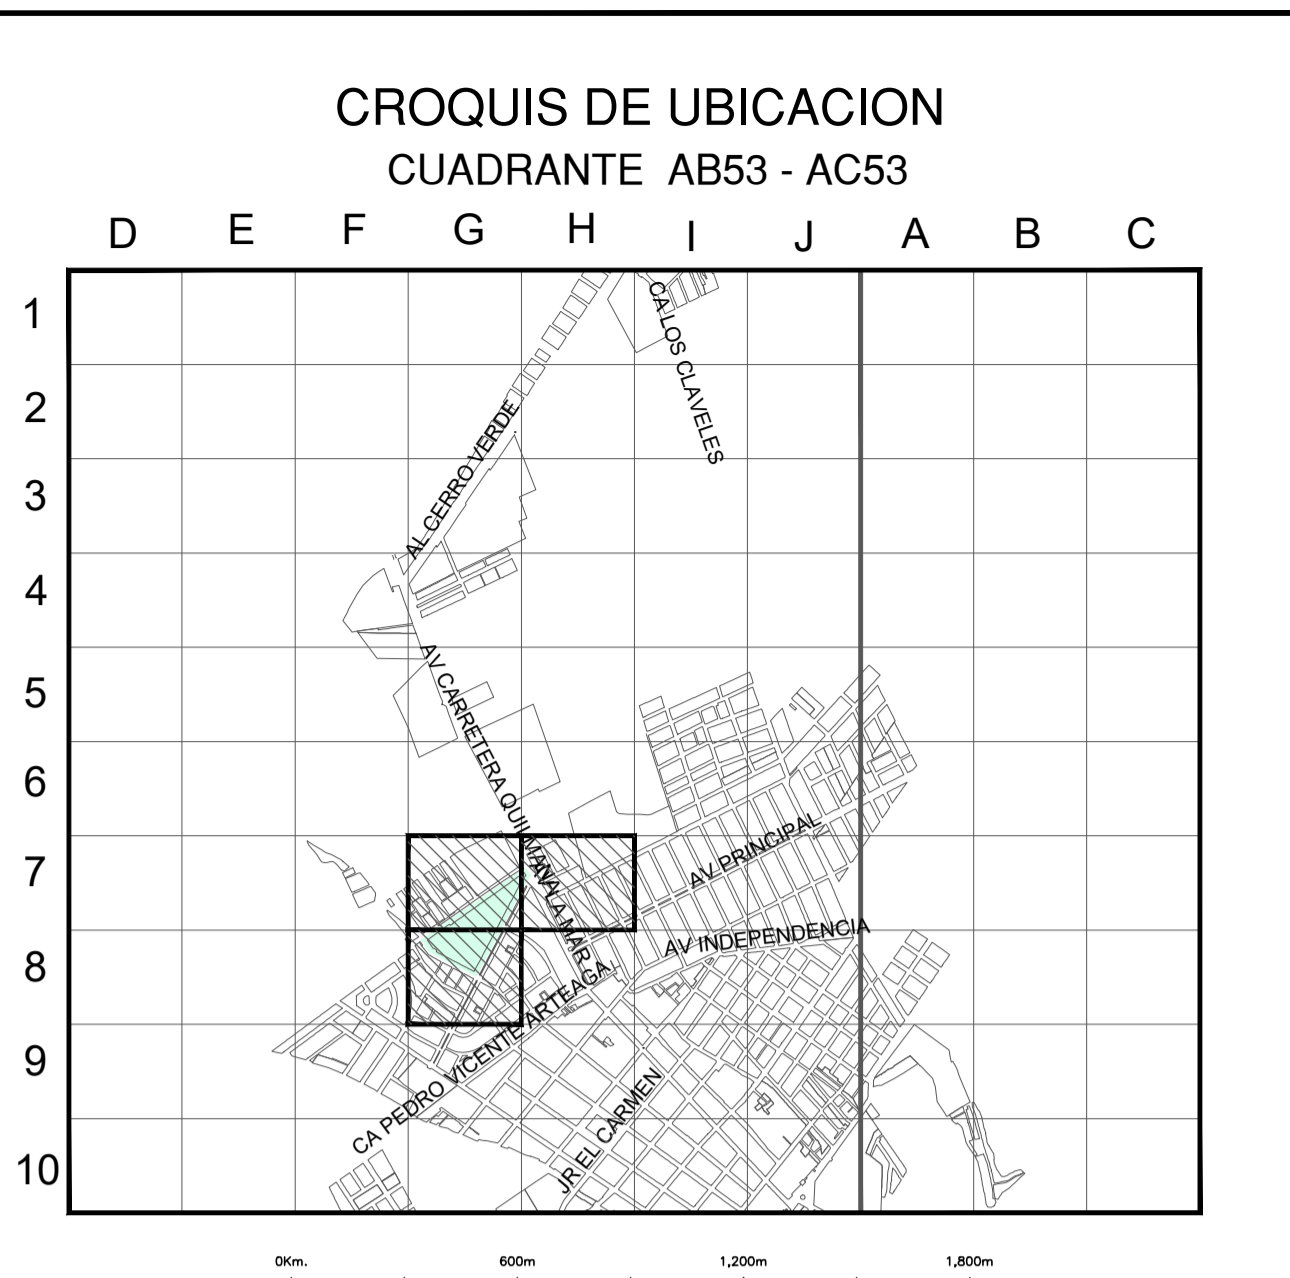 CROQUIS DE UBICACION
CUADRANTE AB53 - AC53
D E F G H I J A B C
1
2
3
4
5
6
7
8
9
10
CA LOS CLAVELES
AL CERRO VERDE
AV CARRETERA QUILMANA
AV LA MAR
AV PRINCIPAL
AV INDEPENDENCIA
CA PEDRO VICENTE ARTEAGA
JR EL CARMEN
0Km. 600m 1,200m 1,800m